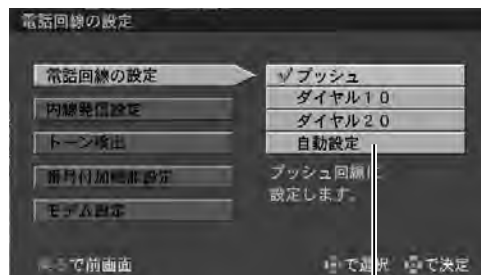 電話回線の設定
電話回線の設定
内線発信設定
トーン検出
番号付加機能設定
モデム設定
✓プッシュ
ダイヤル10
ダイヤル20
自動設定
プッシュ回線に
設定します。
で前画面
で選択 で決定